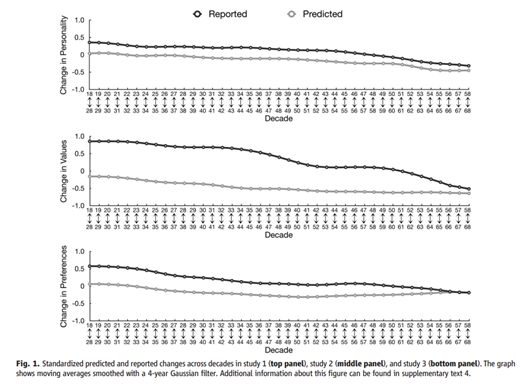 Reported Predicted
Change in Personality
1.0
0.5
0
-0.5
-1.0
18 19 20 21 22 23 24 25 26 27 28 29 30 31 32 33 34 35 36 37 38 39 40 41 42 43 44 45 46 47 48 49 50 51 52 53 54 55 56 57 58
28 29 30 31 32 33 34 35 36 37 38 39 40 41 42 43 44 45 46 47 48 49 50 51 52 53 54 55 56 57 58 59 60 61 62 63 64 65 66 67 68
Decade
Change in Values
1.0
0.5
0
-0.5
-1.0
18 19 20 21 22 23 24 25 26 27 28 29 30 31 32 33 34 35 36 37 38 39 40 41 42 43 44 45 46 47 48 49 50 51 52 53 54 55 56 57 58
28 29 30 31 32 33 34 35 36 37 38 39 40 41 42 43 44 45 46 47 48 49 50 51 52 53 54 55 56 57 58 59 60 61 62 63 64 65 66 67 68
Decade
Change in Preferences
1.0
0.5
0
-0.5
-1.0
18 19 20 21 22 23 24 25 26 27 28 29 30 31 32 33 34 35 36 37 38 39 40 41 42 43 44 45 46 47 48 49 50 51 52 53 54 55 56 57 58
28 29 30 31 32 33 34 35 36 37 38 39 40 41 42 43 44 45 46 47 48 49 50 51 52 53 54 55 56 57 58 59 60 61 62 63 64 65 66 67 68
Decade
Fig. 1. Standardized predicted and reported changes across decades in study 1 (top panel), study 2 (middle panel), and study 3 (bottom panel). The graph
shows moving averages smoothed with a 4-year Gaussian filter. Additional information about this figure can be found in supplementary text 4.